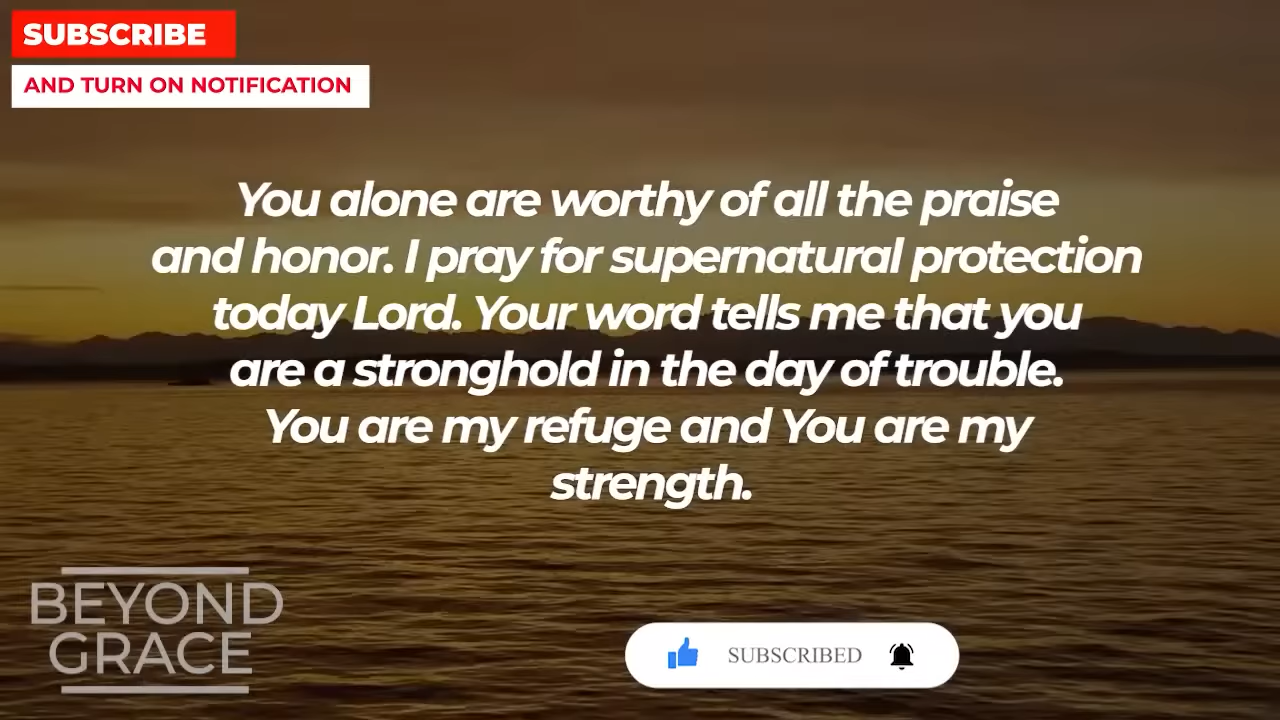 SUBSCRIBE
AND TURN ON NOTIFICATION
You alone are worthy of all the praise
and honor. I pray for supernatural protection
today Lord. Your word tells me that you
are a stronghold in the day of trouble.
You are my refuge and You are my
strength.
BEYOND
GRACE
SUBSCRIBED